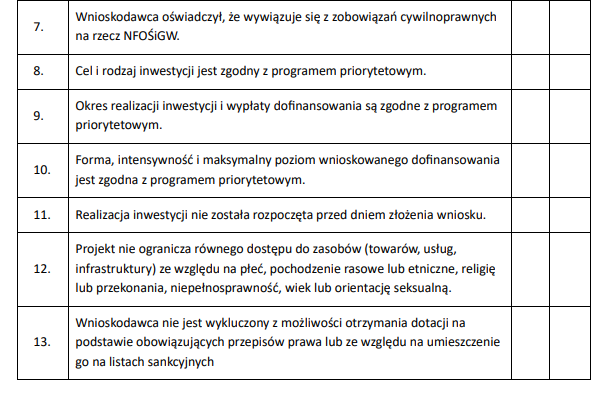 7.
Wnioskodawca oświadczył, że wywiązuje się z zobowiązań cywilnoprawnych
na rzecz NFOŚiGW.
8.
Cel i rodzaj inwestycji jest zgodny z programem priorytetowym.
9.
Okres realizacji inwestycji i wypłaty dofinansowania są zgodne z programem
priorytetowym.
10.
Forma, intensywność i maksymalny poziom wnioskowanego dofinansowania
jest zgodna z programem priorytetowym.
11.
Realizacja inwestycji nie została rozpoczęta przed dniem złożenia wniosku.
12.
Projekt nie ogranicza równego dostępu do zasobów (towarów, usług,
infrastruktury) ze względu na płeć, pochodzenie rasowe lub etniczne, religię
lub przekonania, niepełnosprawność, wiek lub orientację seksualną.
13.
Wnioskodawca nie jest wykluczony z możliwości otrzymania dotacji na
podstawie obowiązujących przepisów prawa lub ze względu na umieszczenie
go na listach sankcyjnych